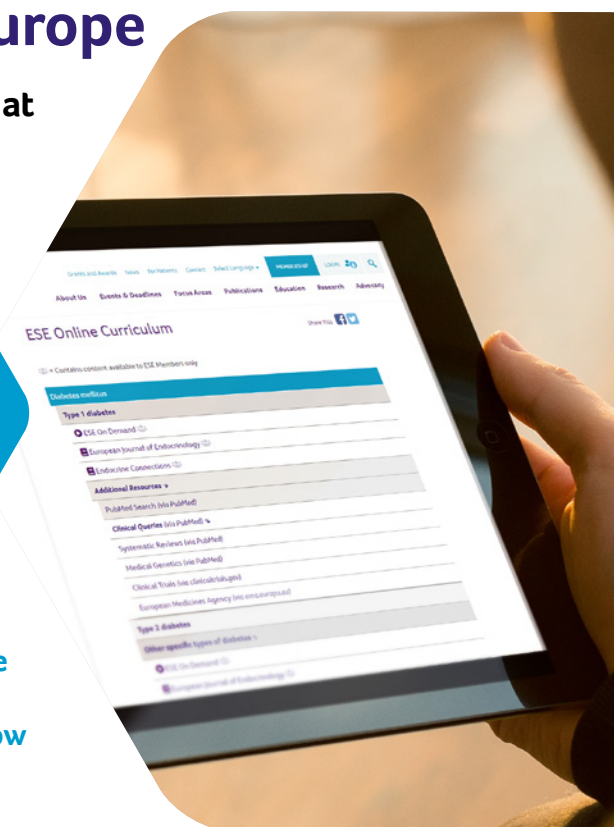 urope
at
Grants and Awards News For Patients Contact Select Language
MEMBERSHIP
LOGIN
About Us Events & Deadlines Focus Areas Publications Education Research Advocacy
ESE Online Curriculum
Share this
= Contains content available to ESE Members only
Diabetes mellitus
Type 1 diabetes
ESE On Demand
European Journal of Endocrinology
Endocrine Connections
Additional Resources
PubMed Search (via PubMed)
Clinical Queries (via PubMed)
Systematic Reviews (via PubMed)
Medical Genetics (via PubMed)
Clinical Trials (via clinicaltrials.gov)
European Medicines Agency (via ema.europa.eu)
Type 2 diabetes
Other specific types of diabetes
ESE On Demand
European Journal of Endocrinology
e
ow